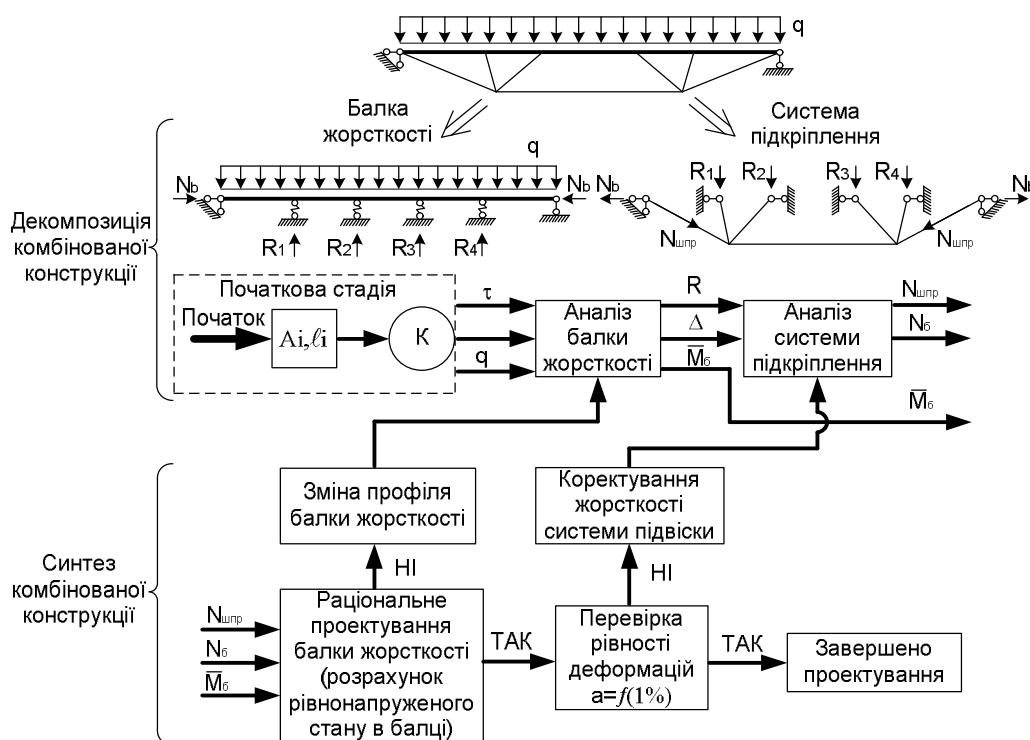 q
Балка
жорсткості
Система
підкріплення
q
Nb
Nb
Nb
R1
R2
R3
R4
Ni
Nшпр
Nшпр
R1
R2
R3
R4
Декомпозиція
комбінованої
конструкції
Початкова стадія
Початок
Ai,ℓi
К
τ
q
Аналіз
балки
жорсткості
R
Δ
M̅б
Аналіз
системи
підкріплення
Nшпр
Nб
M̅б
Зміна профіля
балки жорсткості
Коректування
жорсткості
системи підвіски
НІ
НІ
Синтез
комбінованої
конструкції
Nшпр
Nб
M̅б
Раціональне
проектування
балки жорсткості
(розрахунок
рівнонапруженого
стану в балці)
ТАК
Перевірка
рівності
деформацій
a=f(1%)
ТАК
Завершено
проектування